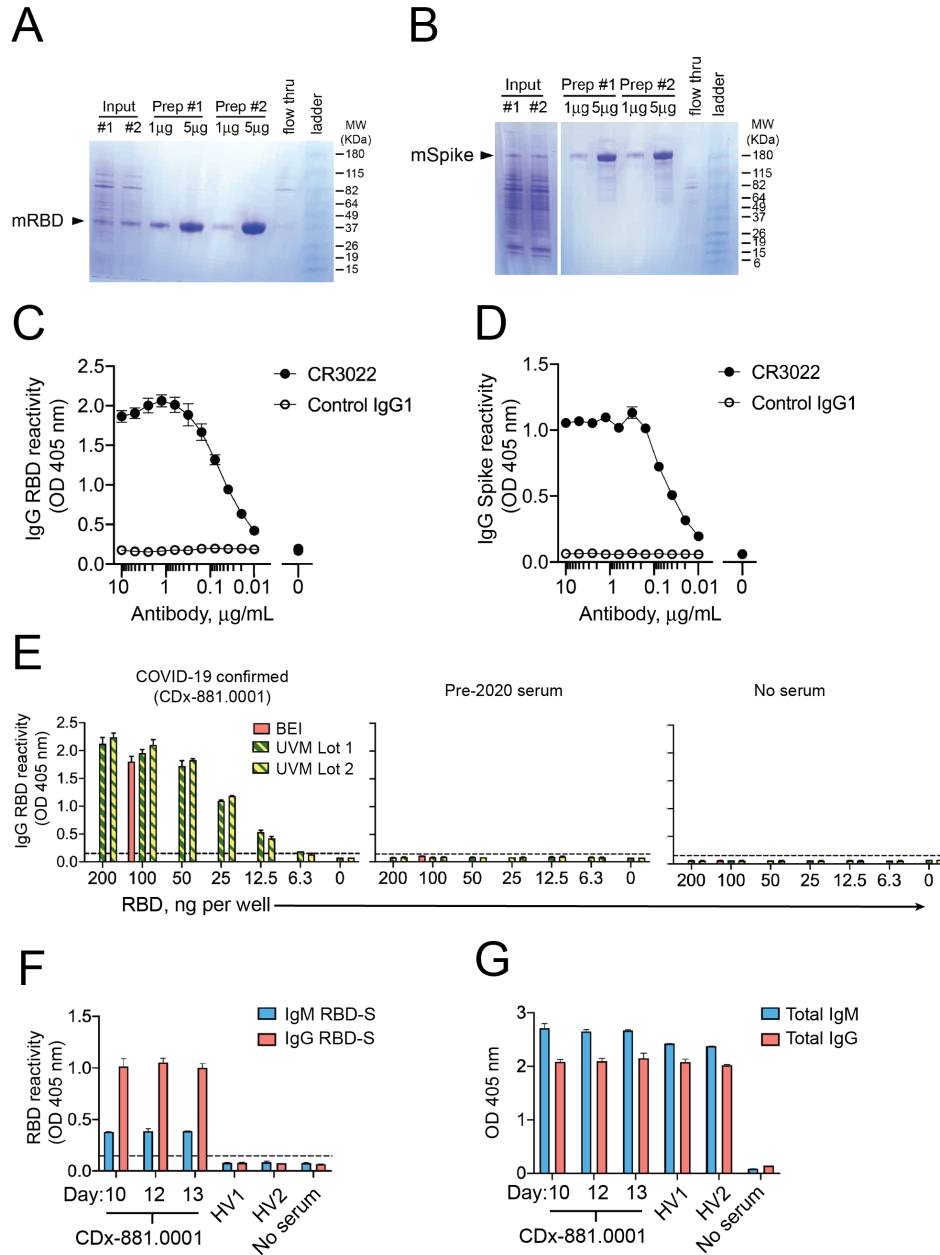 A
Input
Prep #1
Prep #2
#1
#2
1µg
5µg
1µg
5µg
flow thru
ladder
MW
(KDa)
mRBD
180
115
82
64
49
37
26
19
15
B
Input
Prep #1
Prep #2
#1
#2
1µg
5µg
1µg
5µg
flow thru
ladder
MW
(KDa)
mSpike
180
115
82
64
49
37
26
19
15
6
C
IgG RBD reactivity
(OD 405 nm)
2.5
2.0
1.5
1.0
0.5
0.0
10
1
0.1
0.01
0
Antibody, µg/mL
CR3022
Control IgG1
D
IgG Spike reactivity
(OD 405 nm)
1.5
1.0
0.5
0.0
10
1
0.1
0.01
0
Antibody, µg/mL
CR3022
Control IgG1
E
COVID-19 confirmed
(CDx-881.0001)
Pre-2020 serum
No serum
BEI
UVM Lot 1
UVM Lot 2
IgG RBD reactivity
(OD 405 nm)
2.5
2.0
1.5
1.0
0.5
0.0
200 100 50 25 12.5 6.3 0
200 100 50 25 12.5 6.3 0
200 100 50 25 12.5 6.3 0
RBD, ng per well
F
RBD reactivity
(OD 405 nm)
1.5
1.0
0.5
0.0
IgM RBD-S
IgG RBD-S
Day:10 12 13
HV1
HV2
No serum
CDx-881.0001
G
OD 405 nm
3
2
1
0
Total IgM
Total IgG
Day:10 12 13
HV1
HV2
No serum
CDx-881.0001